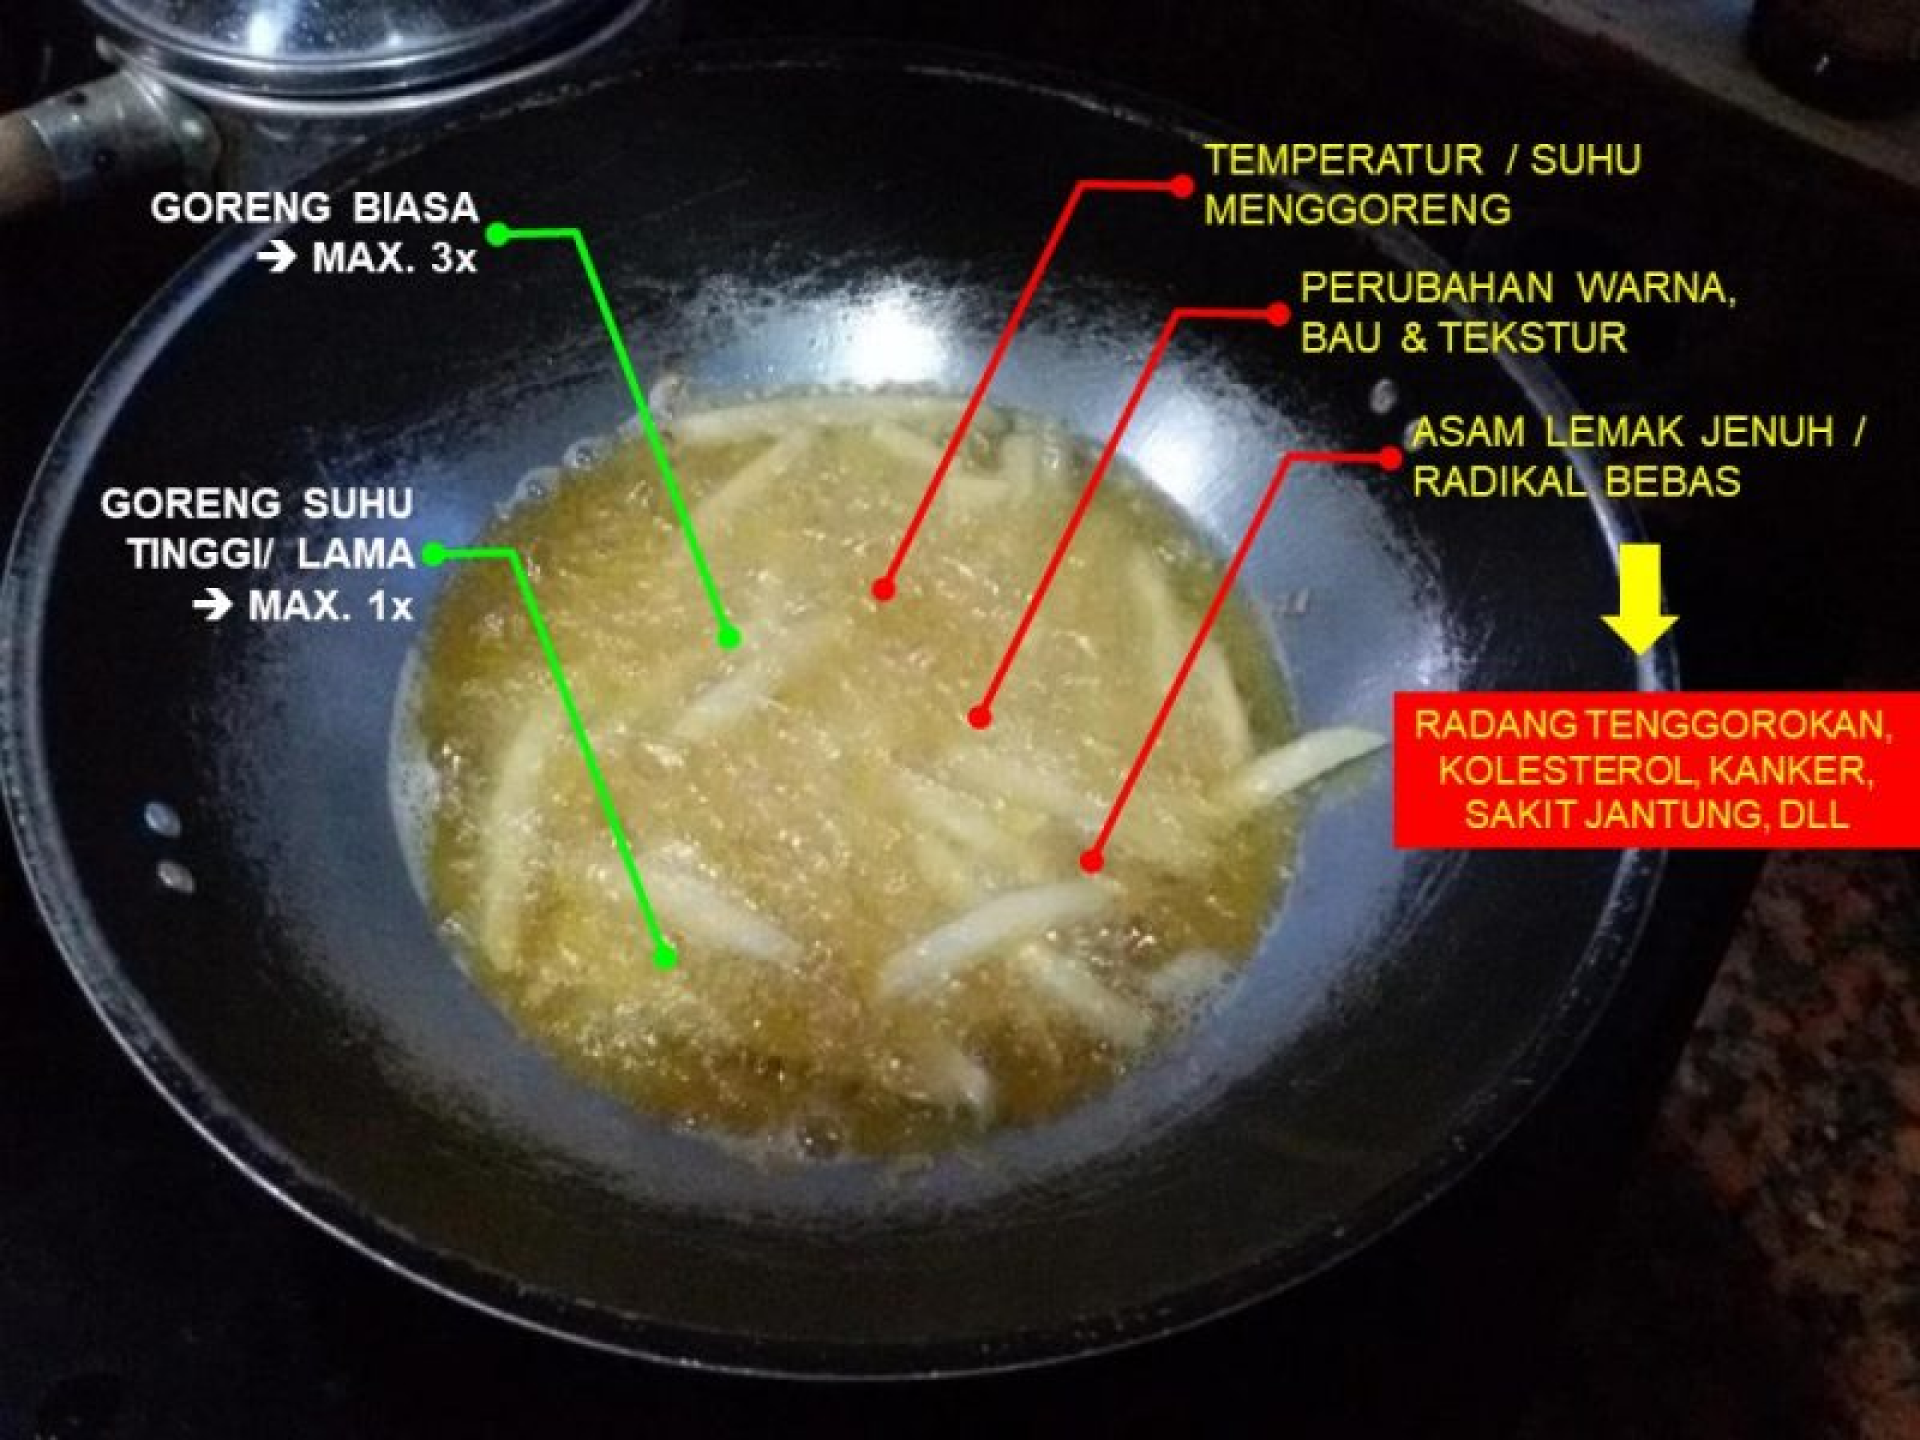 GORENG BIASA
➔ MAX. 3x
GORENG SUHU
TINGGI/ LAMA
➔ MAX. 1x
TEMPERATUR / SUHU
MENGGORENG
PERUBAHAN WARNA,
BAU & TEKSTUR
ASAM LEMAK JENUH /
RADIKAL BEBAS
RADANG TENGGOROKAN,
KOLESTEROL, KANKER,
SAKIT JANTUNG, DLL